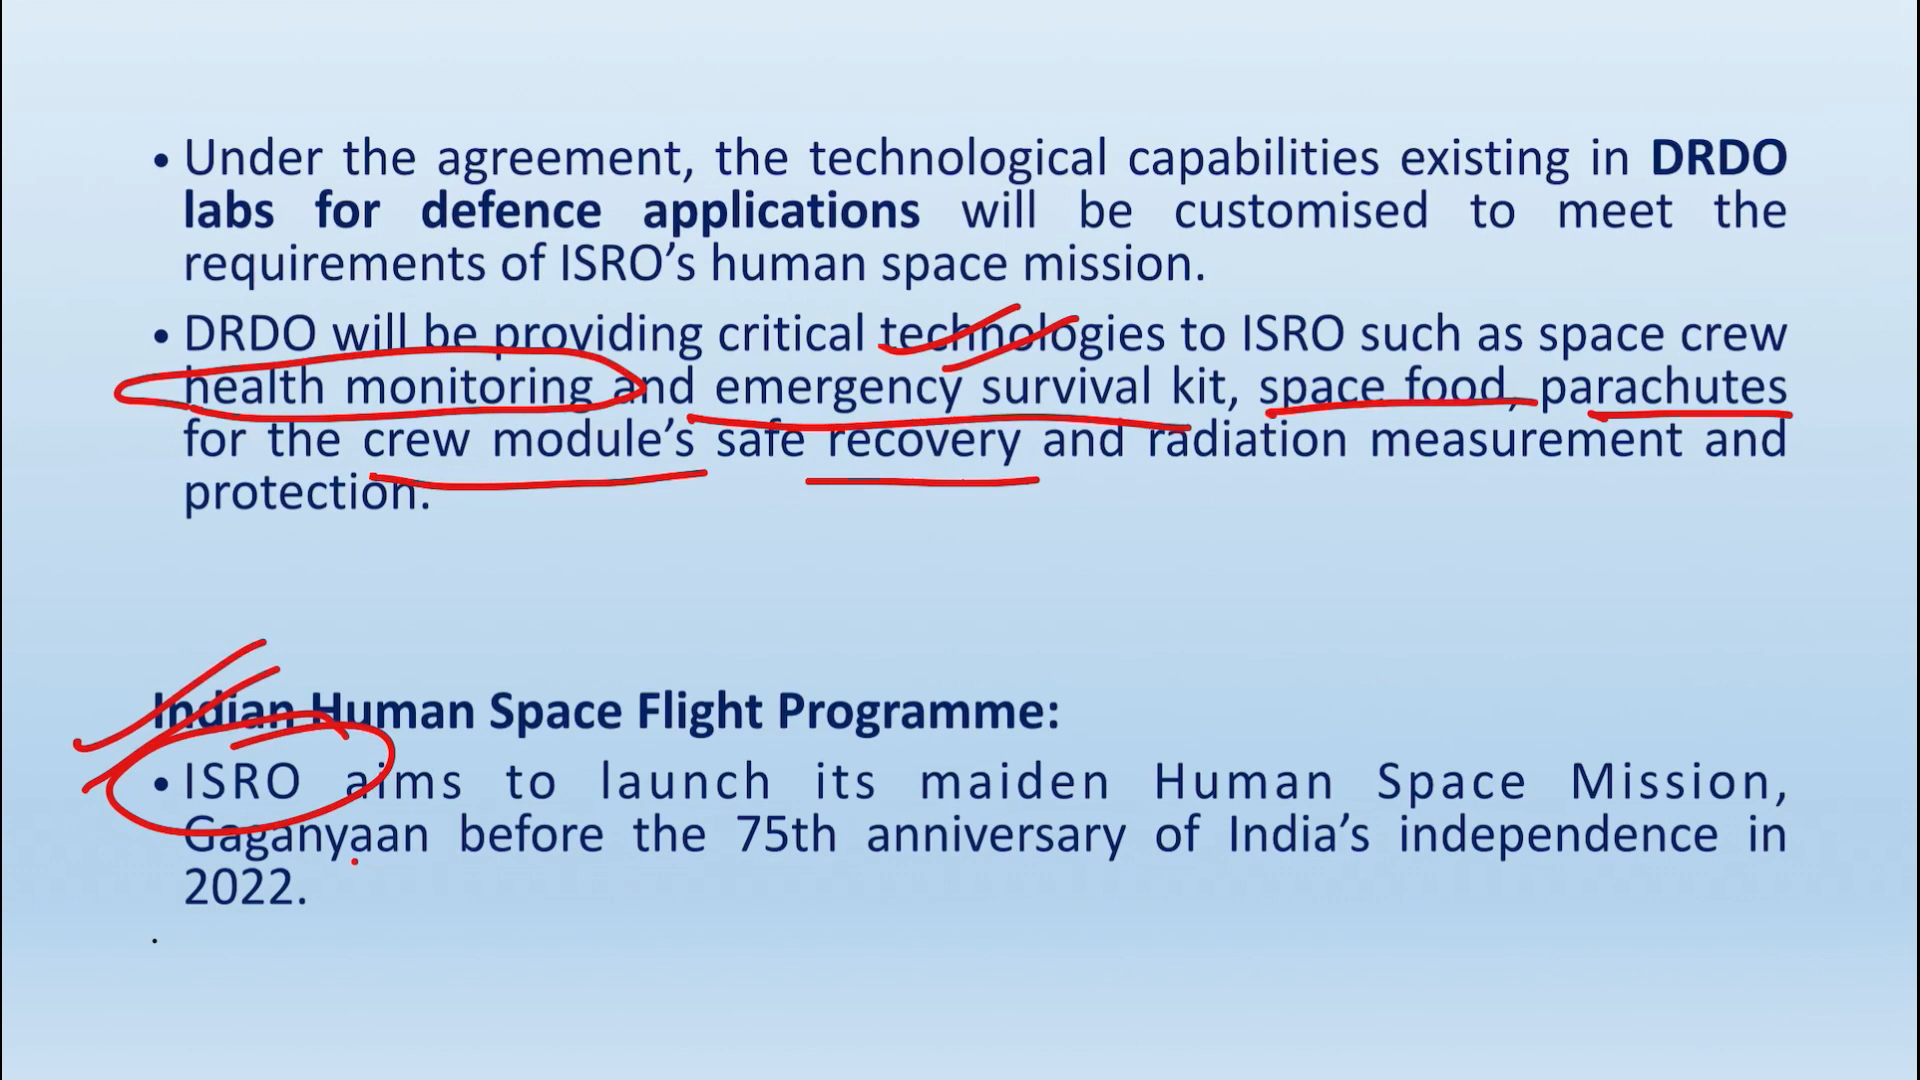 • Under the agreement, the technological capabilities existing in DRDO
labs for defence applications will be customised to meet the
requirements of ISRO’s human space mission.
• DRDO will be providing critical technologies to ISRO such as space crew
health monitoring and emergency survival kit, space food, parachutes
for the crew module’s safe recovery and radiation measurement and
protection.
Indian Human Space Flight Programme:
• ISRO aims to launch its maiden Human Space Mission,
Gaganyaan before the 75th anniversary of India’s independence in
2022.